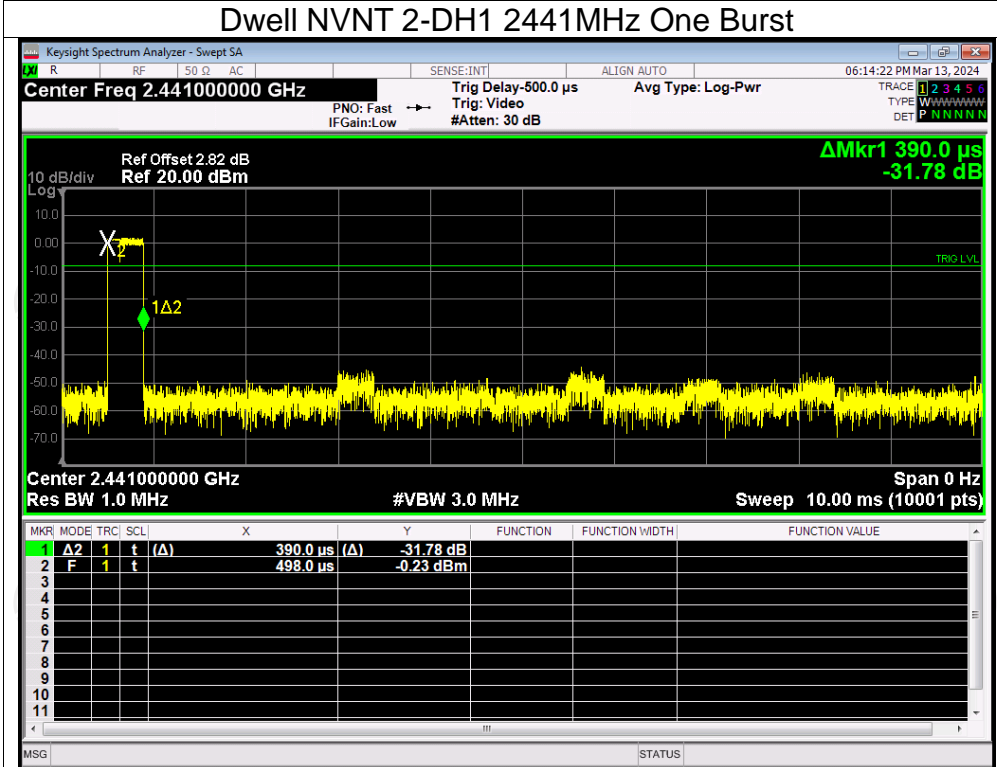 Dwell NVNT 2-DH1 2441MHz One Burst
Keysight Spectrum Analyzer - Swept SA
LXI R RF 50 Ω AC SENSE:INT ALIGN AUTO 06:14:22 PM Mar 13, 2024
Center Freq 2.441000000 GHz
PNO: Fast
IFGain:Low
Trig Delay-500.0 µs
Trig: Video
#Atten: 30 dB
Avg Type: Log-Pwr
TRACE 1 2 3 4 5 6
TYPE WWWWWW
DET P N N N N N
ΔMkr1 390.0 µs
-31.78 dB
Ref Offset 2.82 dB
10 dB/div Ref 20.00 dBm
Log
10.0
0.00
-10.0
-20.0
-30.0
-40.0
-50.0
-60.0
-70.0
X2
1Δ2
TRIG LVL
Center 2.441000000 GHz Span 0 Hz
Res BW 1.0 MHz #VBW 3.0 MHz Sweep 10.00 ms (10001 pts)
MKR MODE TRC SCL X Y FUNCTION FUNCTION WIDTH FUNCTION VALUE
1 Δ2 1 t (Δ) 390.0 µs (Δ) -31.78 dB
2 F 1 t 498.0 µs -0.23 dBm
3
4
5
6
7
8
9
10
11
MSG STATUS